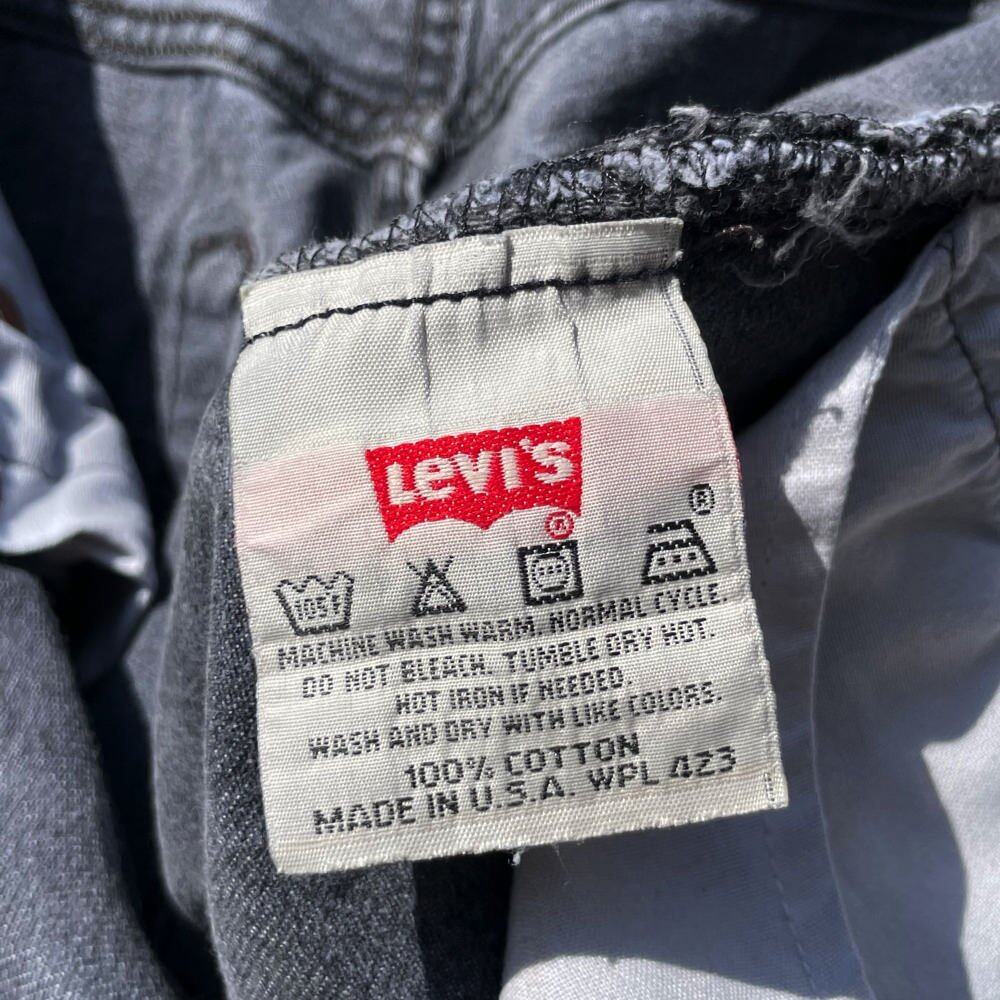 Levi's
®
®
105F
MACHINE WASH WARM. NORMAL CYCLE.
DO NOT BLEACH. TUMBLE DRY HOT.
HOT IRON IF NEEDED.
WASH AND DRY WITH LIKE COLORS.
100% COTTON
MADE IN U.S.A. WPL 423